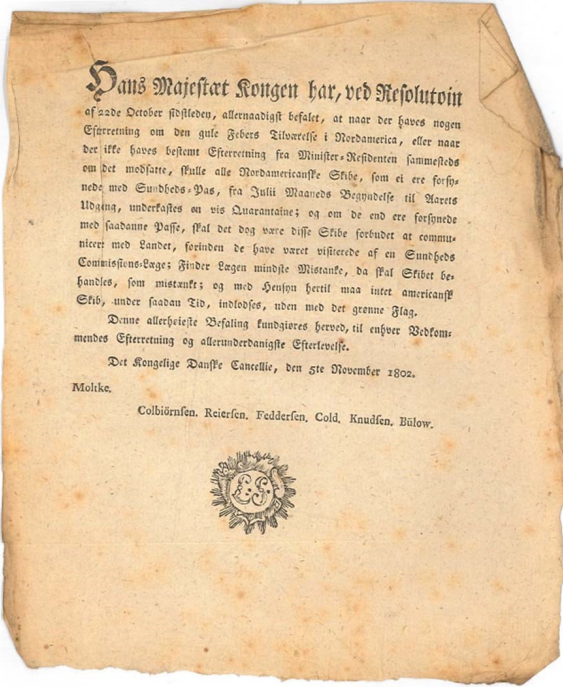 Hans Majestæt Kongen har, ved Resolutoin
af 22de October sidstleden, allernaadigst befalet, at naar der haves nogen
Efterretning om den gule Febers Tilværelse i Nordamerica, eller naar
der ikke haves bestemt Efterretning fra Minister-Residenten sammesteds
om det modsatte, skulle alle Nordamericanske Skibe, som ei ere forsy-
nede med Sundheds-Pas, fra Julii Maaneds Begyndelse til Aarets
Udgang, underkastes en vis Quarantaine; og om de end ere forsynede
med saadanne Passe, skal det dog være disse Skibe forbudet at commu-
nicere med Landet, forinden de have været visiterede af en Sundheds
Commissions-Læge; Finder Lægen mindste Mistanke, da skal Skibet be-
handles, som mistænkt; og med Hensyn hertil maa intet americansk
Skib, under saadan Tid, indlodses, uden med det grønne Flag.
Denne allerhøieste Befaling kundgiøres herved, til enhver Vedkom-
mendes Efterretning og allerunderdanigste Efterlevelse.
Det Kongelige Danske Cancellie, den 5te November 1802.
Moltke.
Colbiörnsen. Reiersen. Feddersen. Cold. Knudsen. Bülow.
L. S.